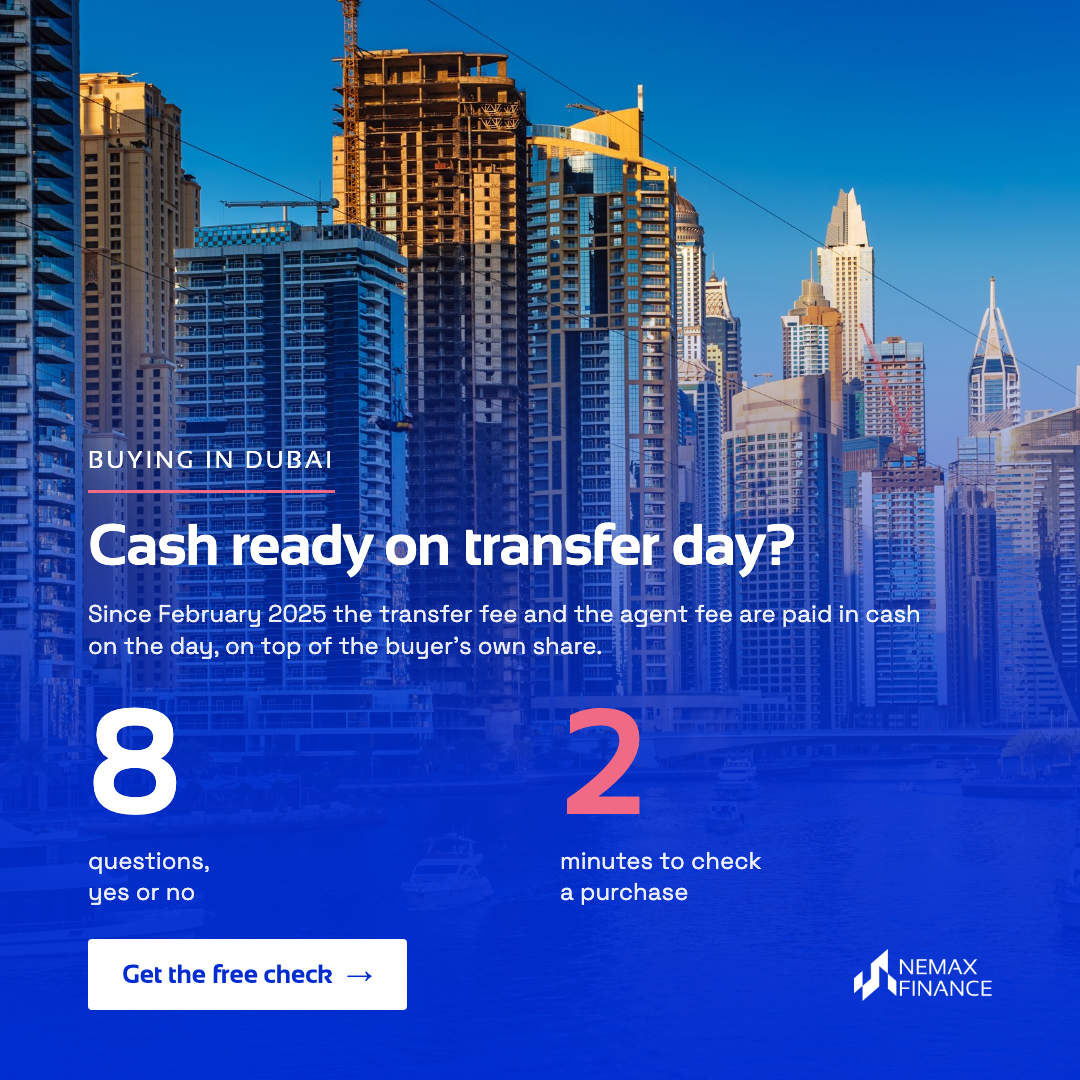 BUYING IN DUBAI
Cash ready on transfer day?
Since February 2025 the transfer fee and the agent fee are paid in cash
on the day, on top of the buyer’s own share.
8
questions,
yes or no
2
minutes to check
a purchase
Get the free check →
NEMAX
FINANCE